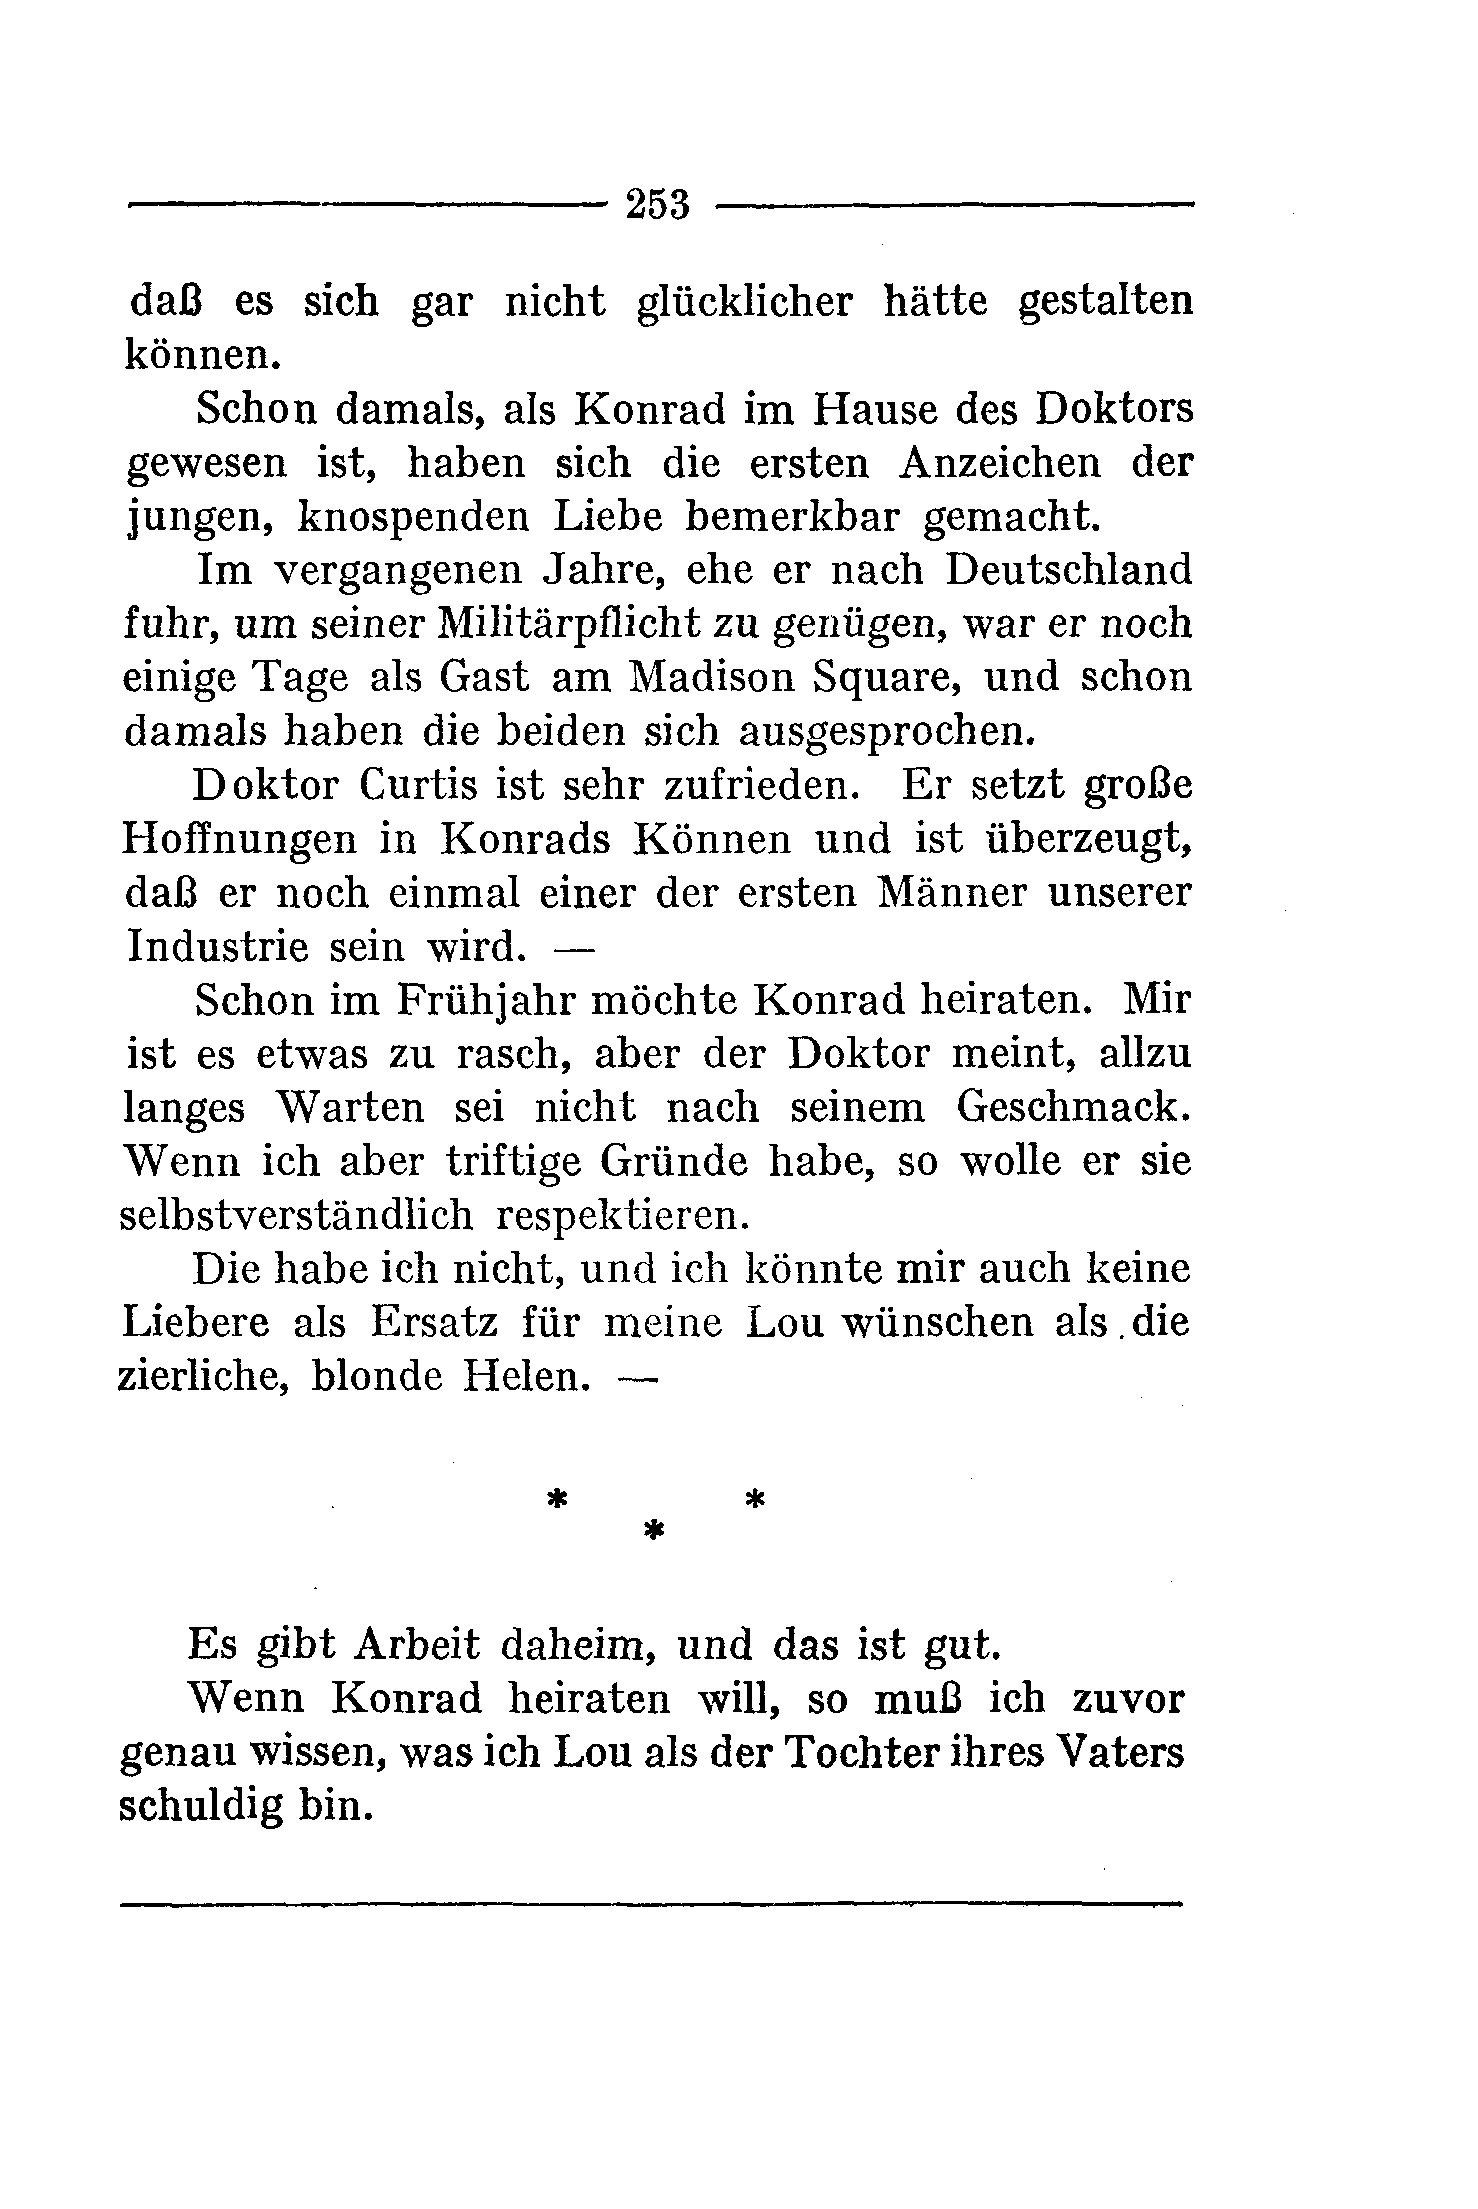 253
daß es sich gar nicht glücklicher hätte gestalten
können.
Schon damals, als Konrad im Hause des Doktors
gewesen ist, haben sich die ersten Anzeichen der
jungen, knospenden Liebe bemerkbar gemacht.
Im vergangenen Jahre, ehe er nach Deutschland
fuhr, um seiner Militärpflicht zu genügen, war er noch
einige Tage als Gast am Madison Square, und schon
damals haben die beiden sich ausgesprochen.
Doktor Curtis ist sehr zufrieden. Er setzt große
Hoffnungen in Konrads Können und ist überzeugt,
daß er noch einmal einer der ersten Männer unserer
Industrie sein wird. —
Schon im Frühjahr möchte Konrad heiraten. Mir
ist es etwas zu rasch, aber der Doktor meint, allzu
langes Warten sei nicht nach seinem Geschmack.
Wenn ich aber triftige Gründe habe, so wolle er sie
selbstverständlich respektieren.
Die habe ich nicht, und ich könnte mir auch keine
Liebere als Ersatz für meine Lou wünschen als die
zierliche, blonde Helen. —
* *
*
Es gibt Arbeit daheim, und das ist gut.
Wenn Konrad heiraten will, so muß ich zuvor
genau wissen, was ich Lou als der Tochter ihres Vaters
schuldig bin.